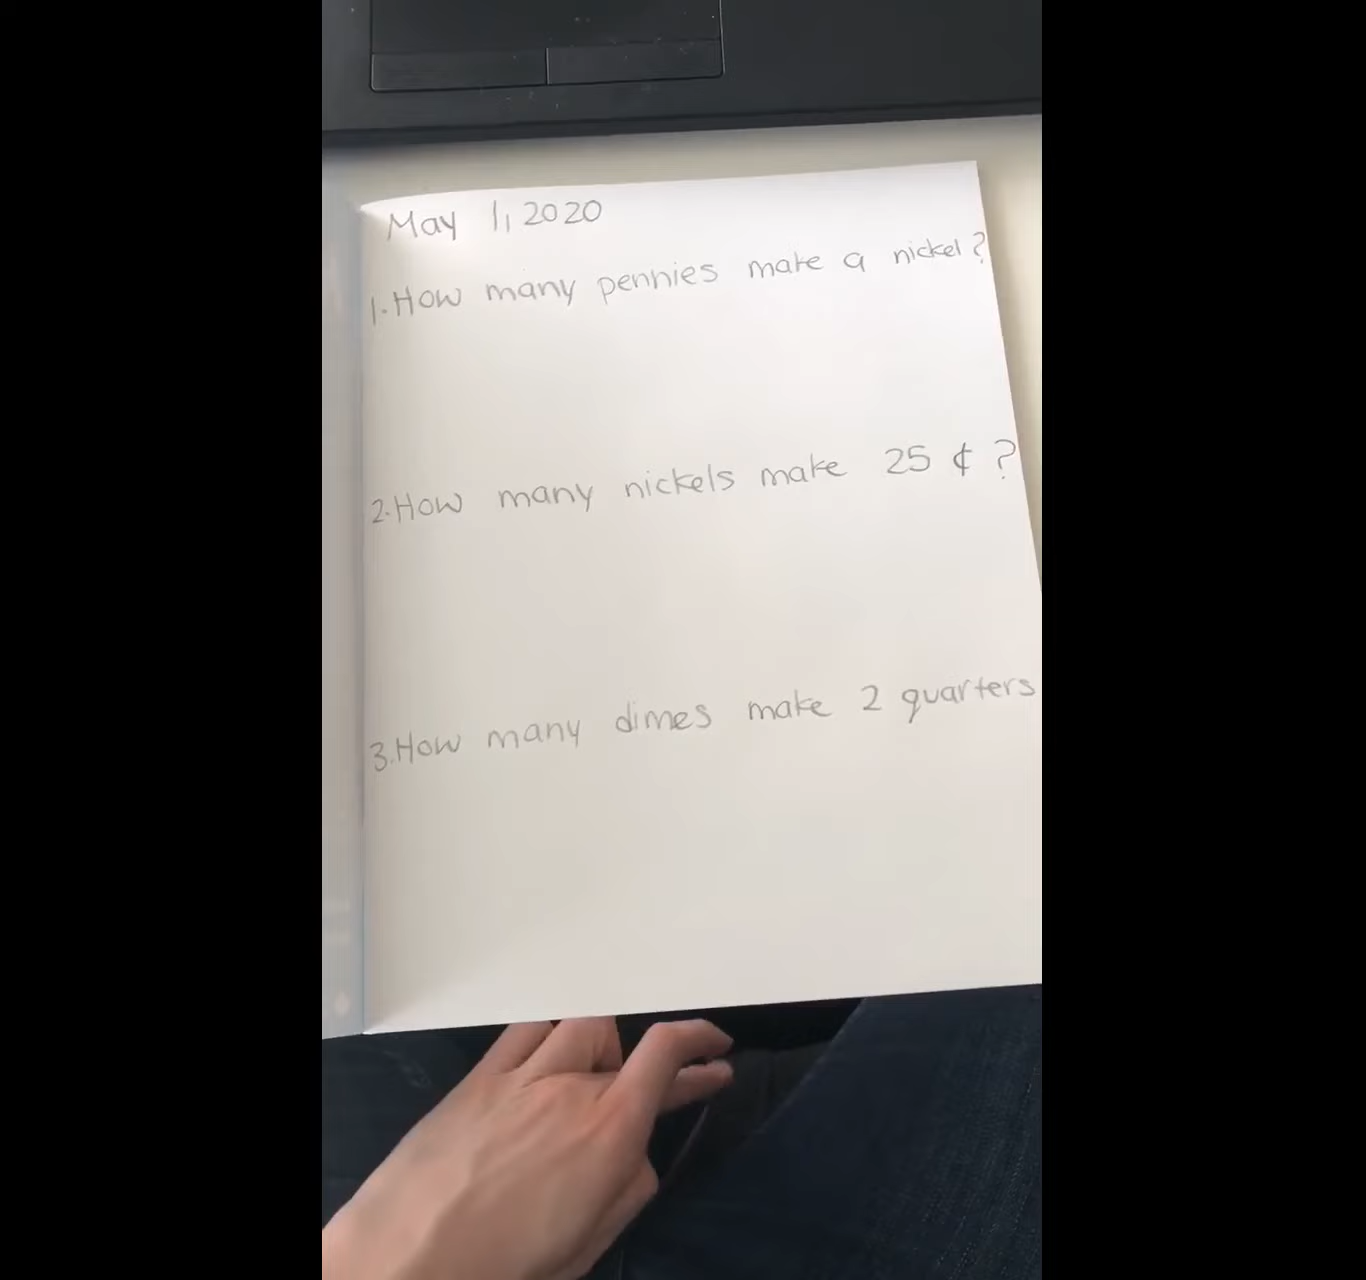 May 1, 2020
1. How many pennies make a nickel?
2. How many nickels make 25 ¢ ?
3. How many dimes make 2 quarters